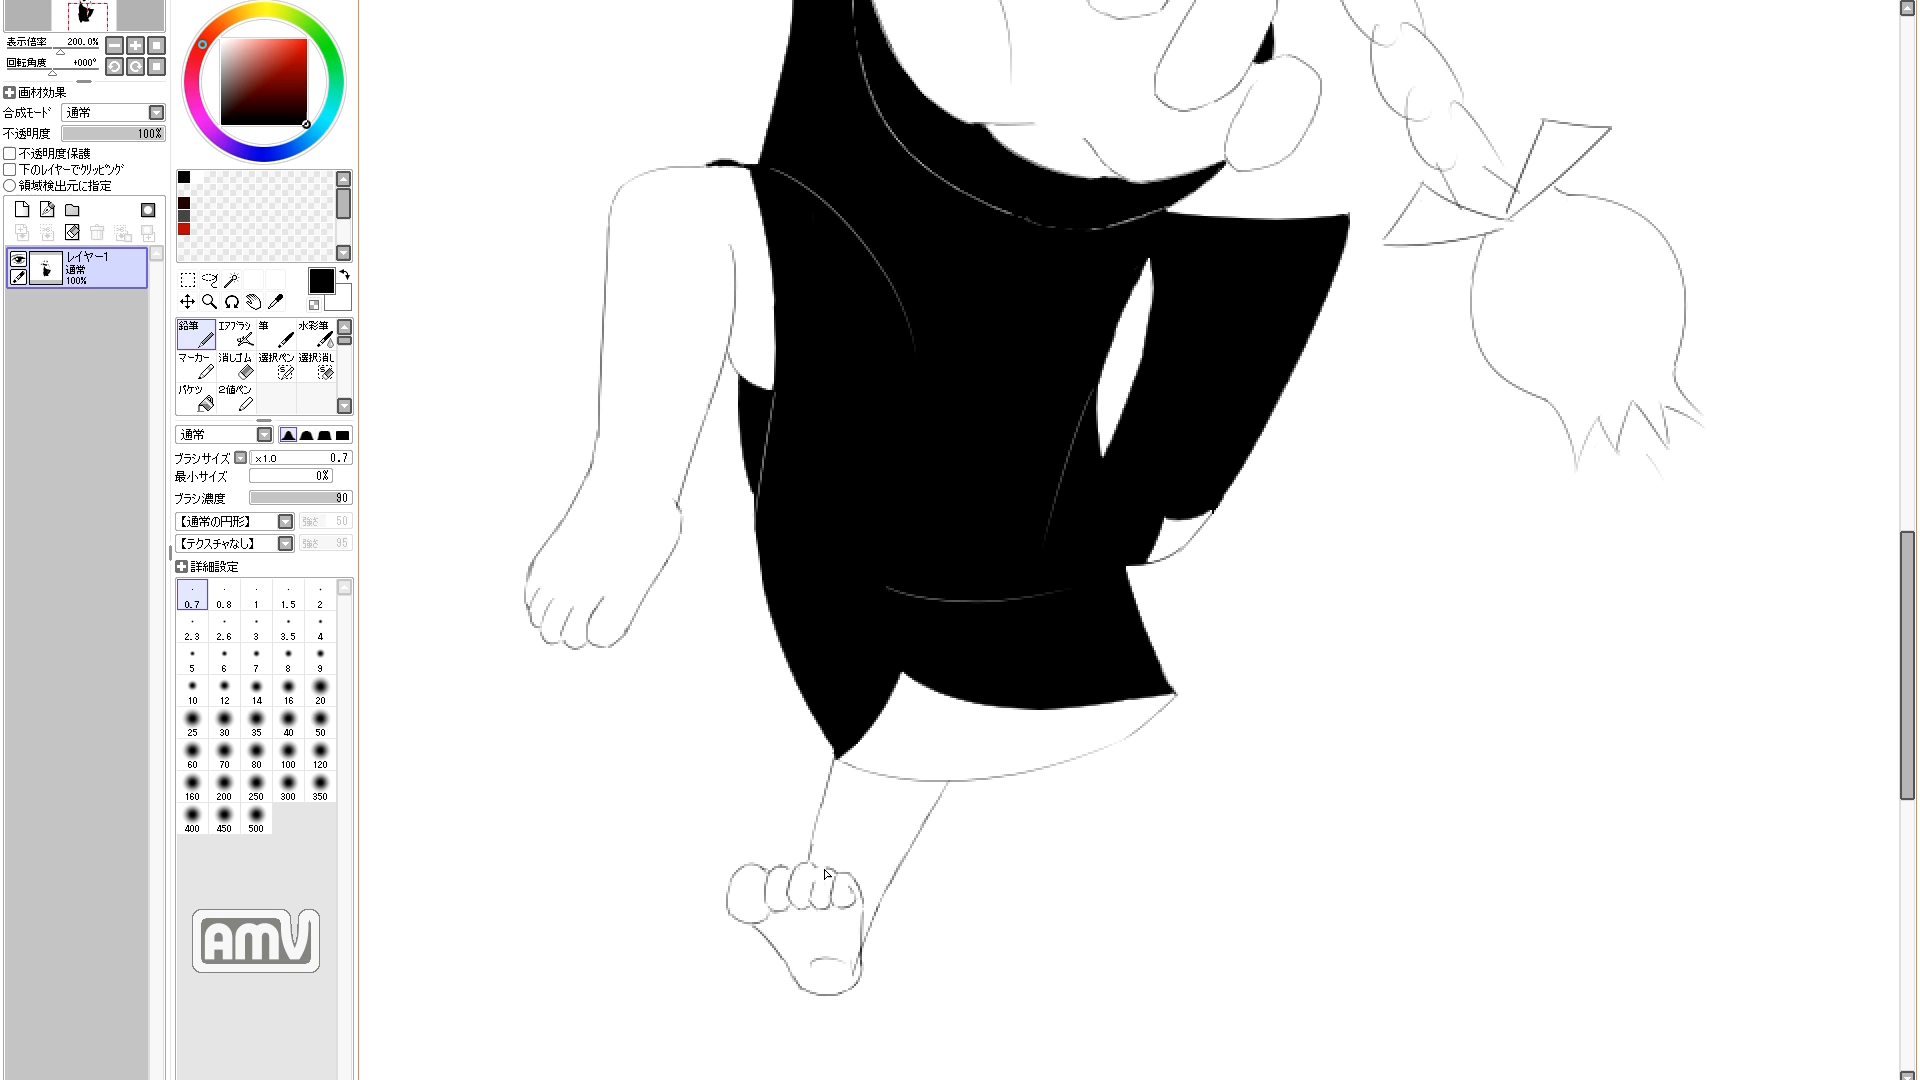 表示倍率 200.0%
回転角度 +000°
画材効果
合成モード 通常
不透明度 100%
不透明度保護
下のレイヤーでクリッピング
領域検出元に指定
レイヤー1
通常
100%
鉛筆 エアブラシ 筆 水彩筆
マーカー 消しゴム 選択ペン 選択消し
バケツ 2値ペン
通常
ブラシサイズ x1.0 0.7
最小サイズ 0%
ブラシ濃度 90
【通常の円形】 強さ 50
【テクスチャなし】 強さ 95
詳細設定
0.7 0.8 1 1.5 2
2.3 2.6 3 3.5 4
5 6 7 8 9
10 12 14 16 20
25 30 35 40 50
60 70 80 100 120
160 200 250 300 350
400 450 500
AMV